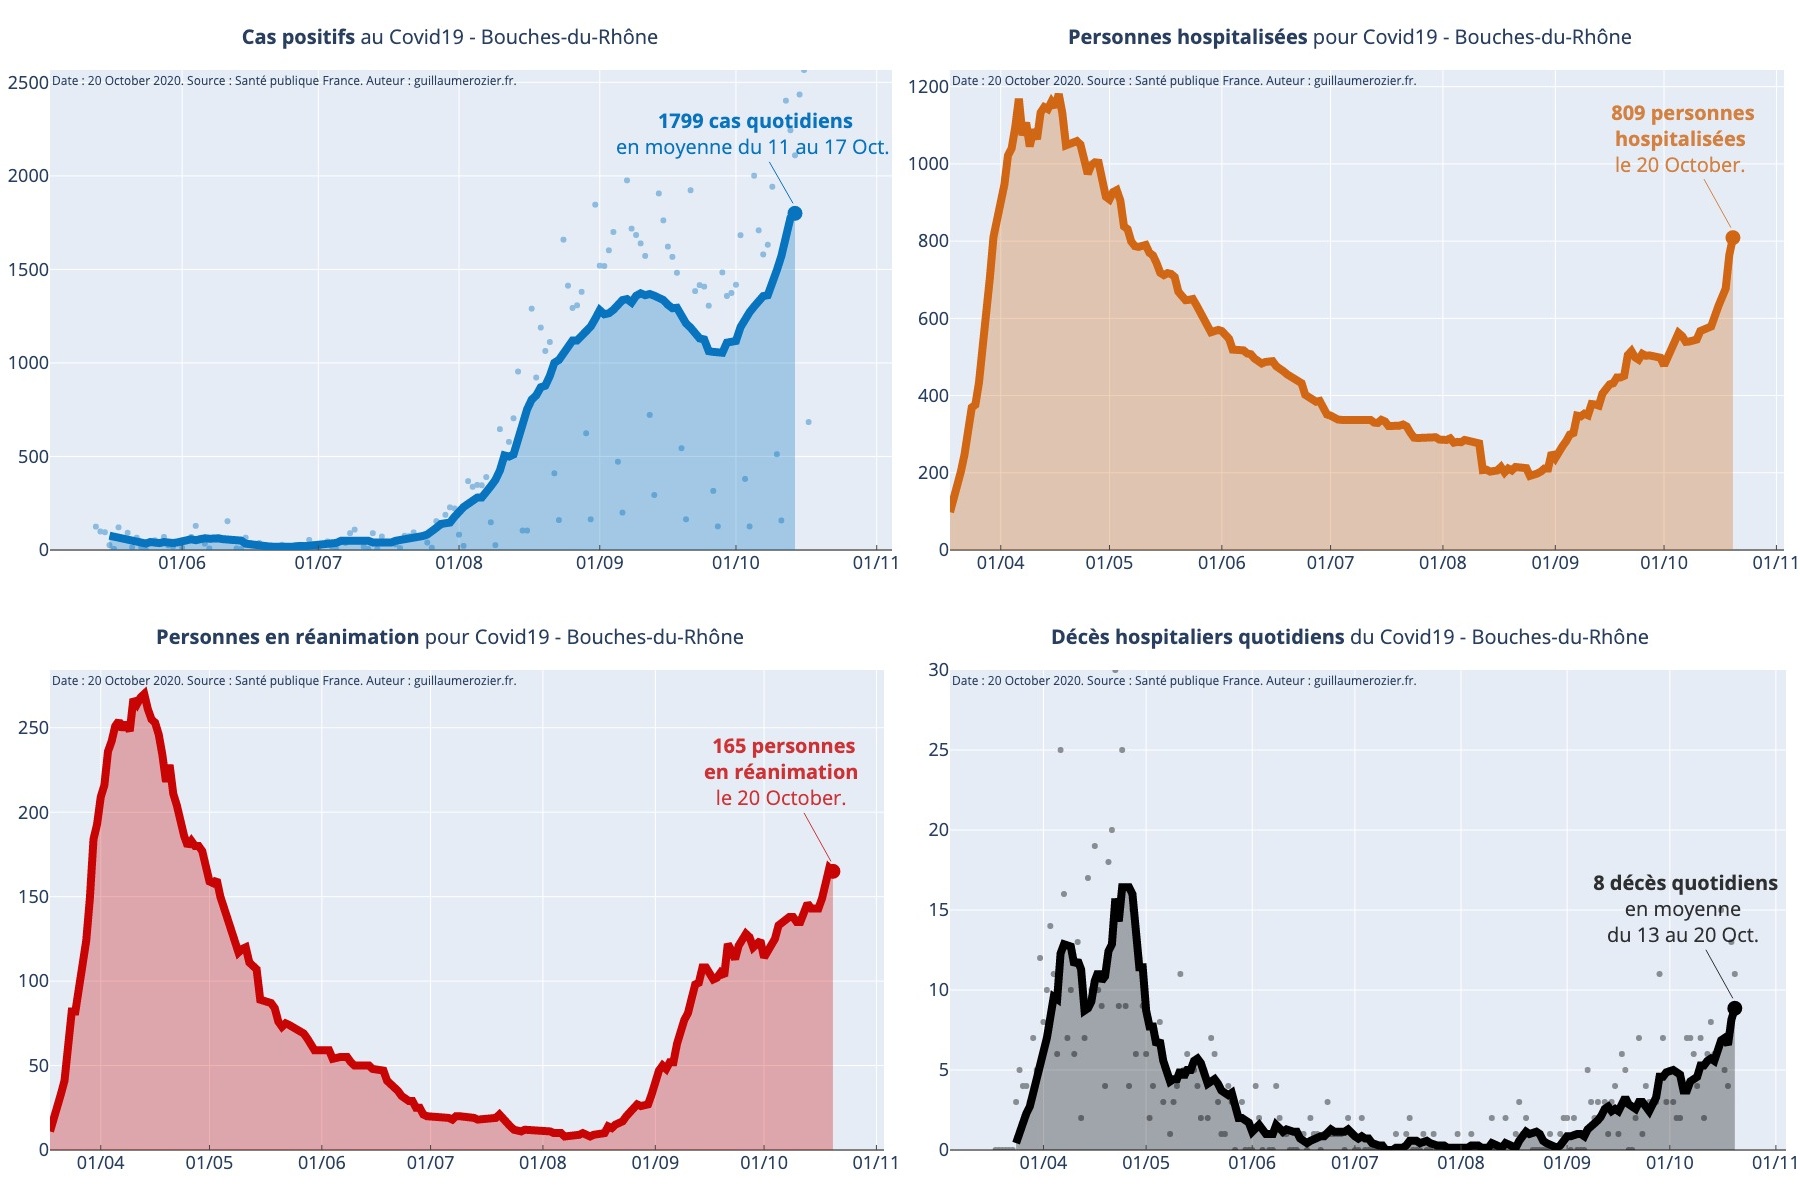 Cas positifs au Covid19 - Bouches-du-Rhône
Date : 20 October 2020. Source : Santé publique France. Auteur : guillaumerozier.fr.
2500
2000
1500
1000
500
0
1799 cas quotidiens
en moyenne du 11 au 17 Oct.
01/06 01/07 01/08 01/09 01/10 01/11
Personnes hospitalisées pour Covid19 - Bouches-du-Rhône
Date : 20 October 2020. Source : Santé publique France. Auteur : guillaumerozier.fr.
1200
1000
800
600
400
200
0
809 personnes
hospitalisées
le 20 October.
01/04 01/05 01/06 01/07 01/08 01/09 01/10 01/11
Personnes en réanimation pour Covid19 - Bouches-du-Rhône
Date : 20 October 2020. Source : Santé publique France. Auteur : guillaumerozier.fr.
250
200
150
100
50
0
165 personnes
en réanimation
le 20 October.
01/04 01/05 01/06 01/07 01/08 01/09 01/10 01/11
Décès hospitaliers quotidiens du Covid19 - Bouches-du-Rhône
Date : 20 October 2020. Source : Santé publique France. Auteur : guillaumerozier.fr.
30
25
20
15
10
5
0
8 décès quotidiens
en moyenne
du 13 au 20 Oct.
01/04 01/05 01/06 01/07 01/08 01/09 01/10 01/11